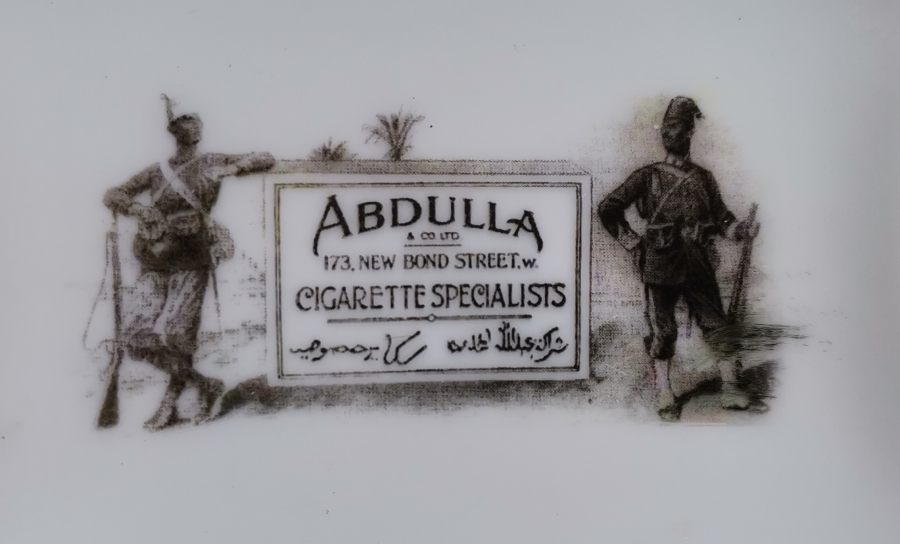 ABDULLA
& CO. LTD
173, NEW BOND STREET. W.
CIGARETTE SPECIALISTS